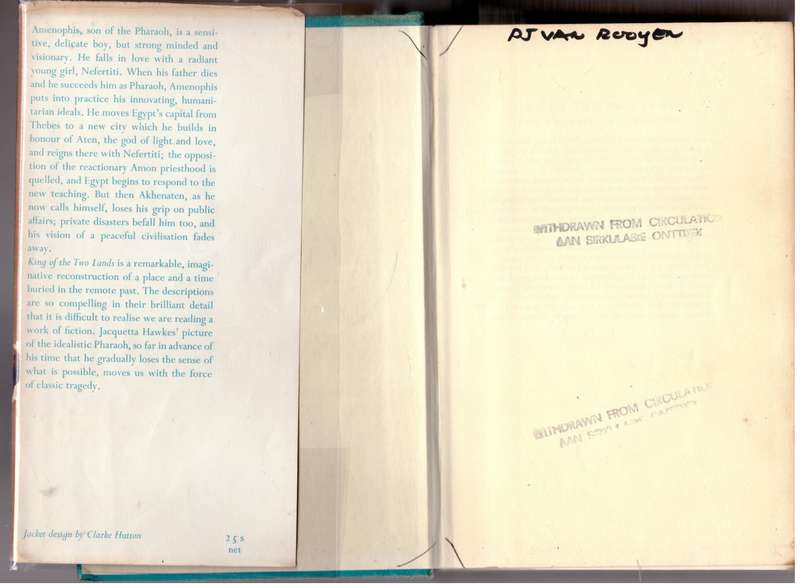 Amenophis, son of the Pharaoh, is a sensi-
tive, delicate boy, but strong minded and
visionary. He falls in love with a radiant
young girl, Nefertiti. When his father dies
and he succeeds him as Pharaoh, Amenophis
puts into practice his innovating, humani-
tarian ideals. He moves Egypt's capital from
Thebes to a new city which he builds in
honour of Aten, the god of light and love,
and reigns there with Nefertiti; the opposi-
tion of the reactionary Amon priesthood is
quelled, and Egypt begins to respond to the
new teaching. But then Akhenaten, as he
now calls himself, loses his grip on public
affairs; private disasters befall him too, and
his vision of a peaceful civilisation fades
away.
King of the Two Lands is a remarkable, imagi-
native reconstruction of a place and a time
buried in the remote past. The descriptions
are so compelling in their brilliant detail
that it is difficult to realise we are reading a
work of fiction. Jacquetta Hawkes' picture
of the idealistic Pharaoh, so far in advance of
his time that he gradually loses the sense of
what is possible, moves us with the force
of classic tragedy.
Jacket design by Clarke Hutton
25s
net
PJ VAN ROOYEN
WITHDRAWN FROM CIRCULATION
AAN SIRKULASIE ONTTREK
WITHDRAWN FROM CIRCULATION
AAN SIRKULASIE ONTTREK